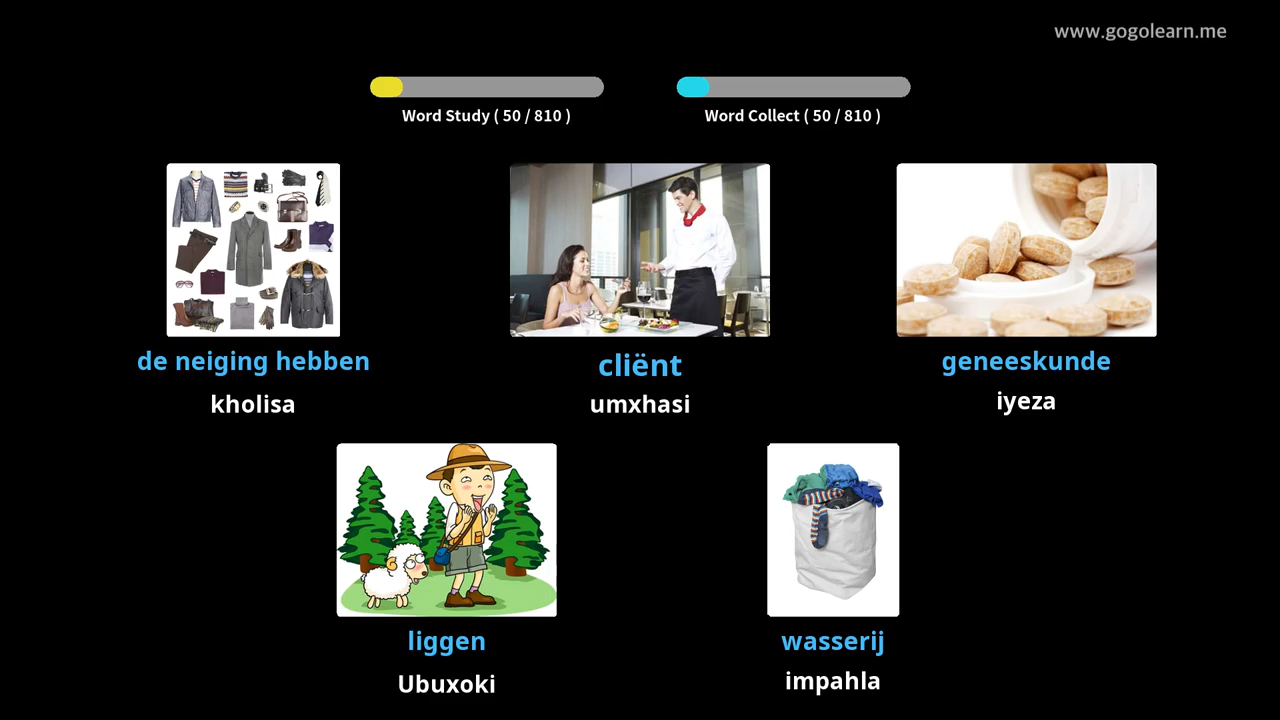 www.gogolearn.me
Word Study ( 50 / 810 )
Word Collect ( 50 / 810 )
de neiging hebben
kholisa
cliënt
umxhasi
geneeskunde
iyeza
liggen
Ubuxoki
wasserij
impahla